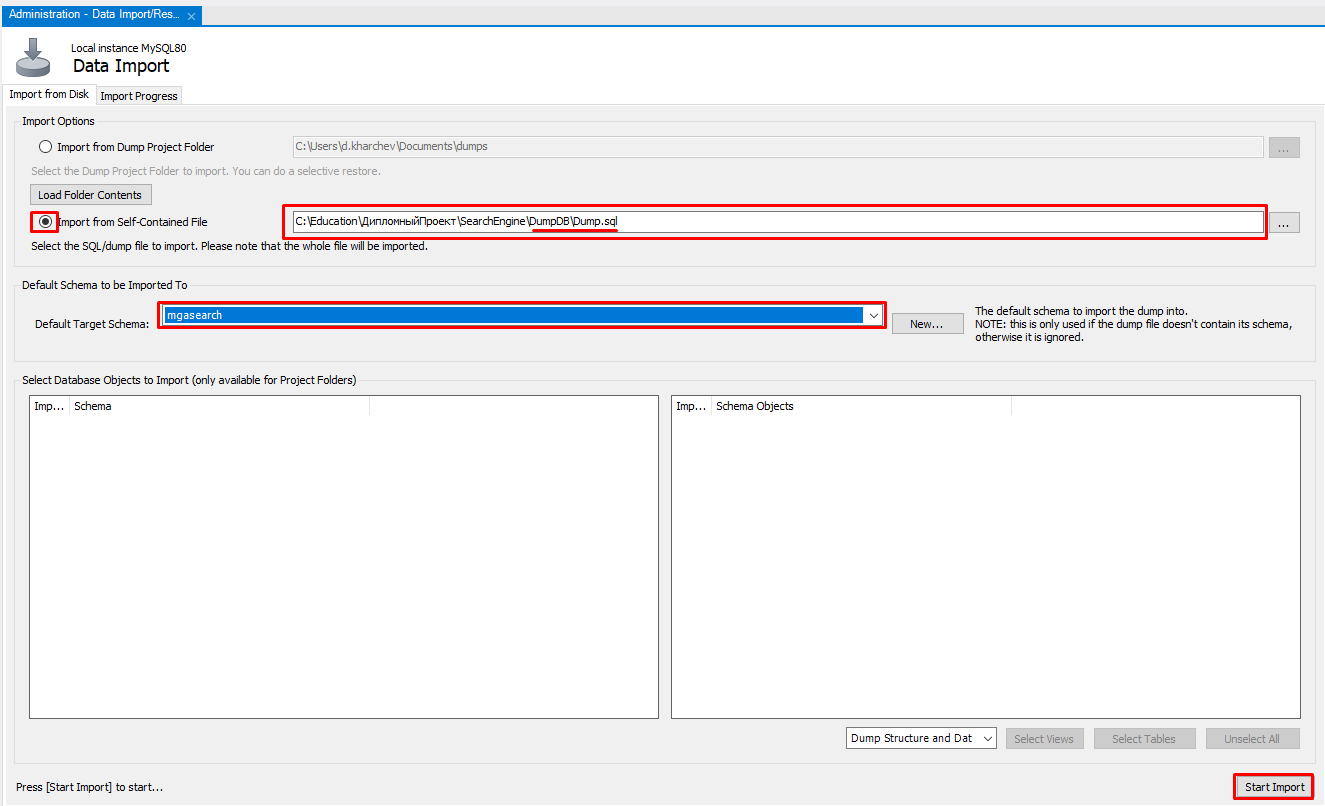 Administration - Data Import/Res...
Local instance MySQL80
Data Import
Import from Disk
Import Progress
Import Options
Import from Dump Project Folder
C:\Users\d.kharchev\Documents\dumps
...
Select the Dump Project Folder to import. You can do a selective restore.
Load Folder Contents
Import from Self-Contained File
C:\Education\ДипломныйПроект\SearchEngine\DumpDB\Dump.sql
...
Select the SQL/dump file to import. Please note that the whole file will be imported.
Default Schema to be Imported To
Default Target Schema:
mgasearch
New...
The default schema to import the dump into.
NOTE: this is only used if the dump file doesn't contain its schema,
otherwise it is ignored.
Select Database Objects to Import (only available for Project Folders)
Imp... Schema
Imp... Schema Objects
Dump Structure and Dat
Select Views
Select Tables
Unselect All
Press [Start Import] to start...
Start Import